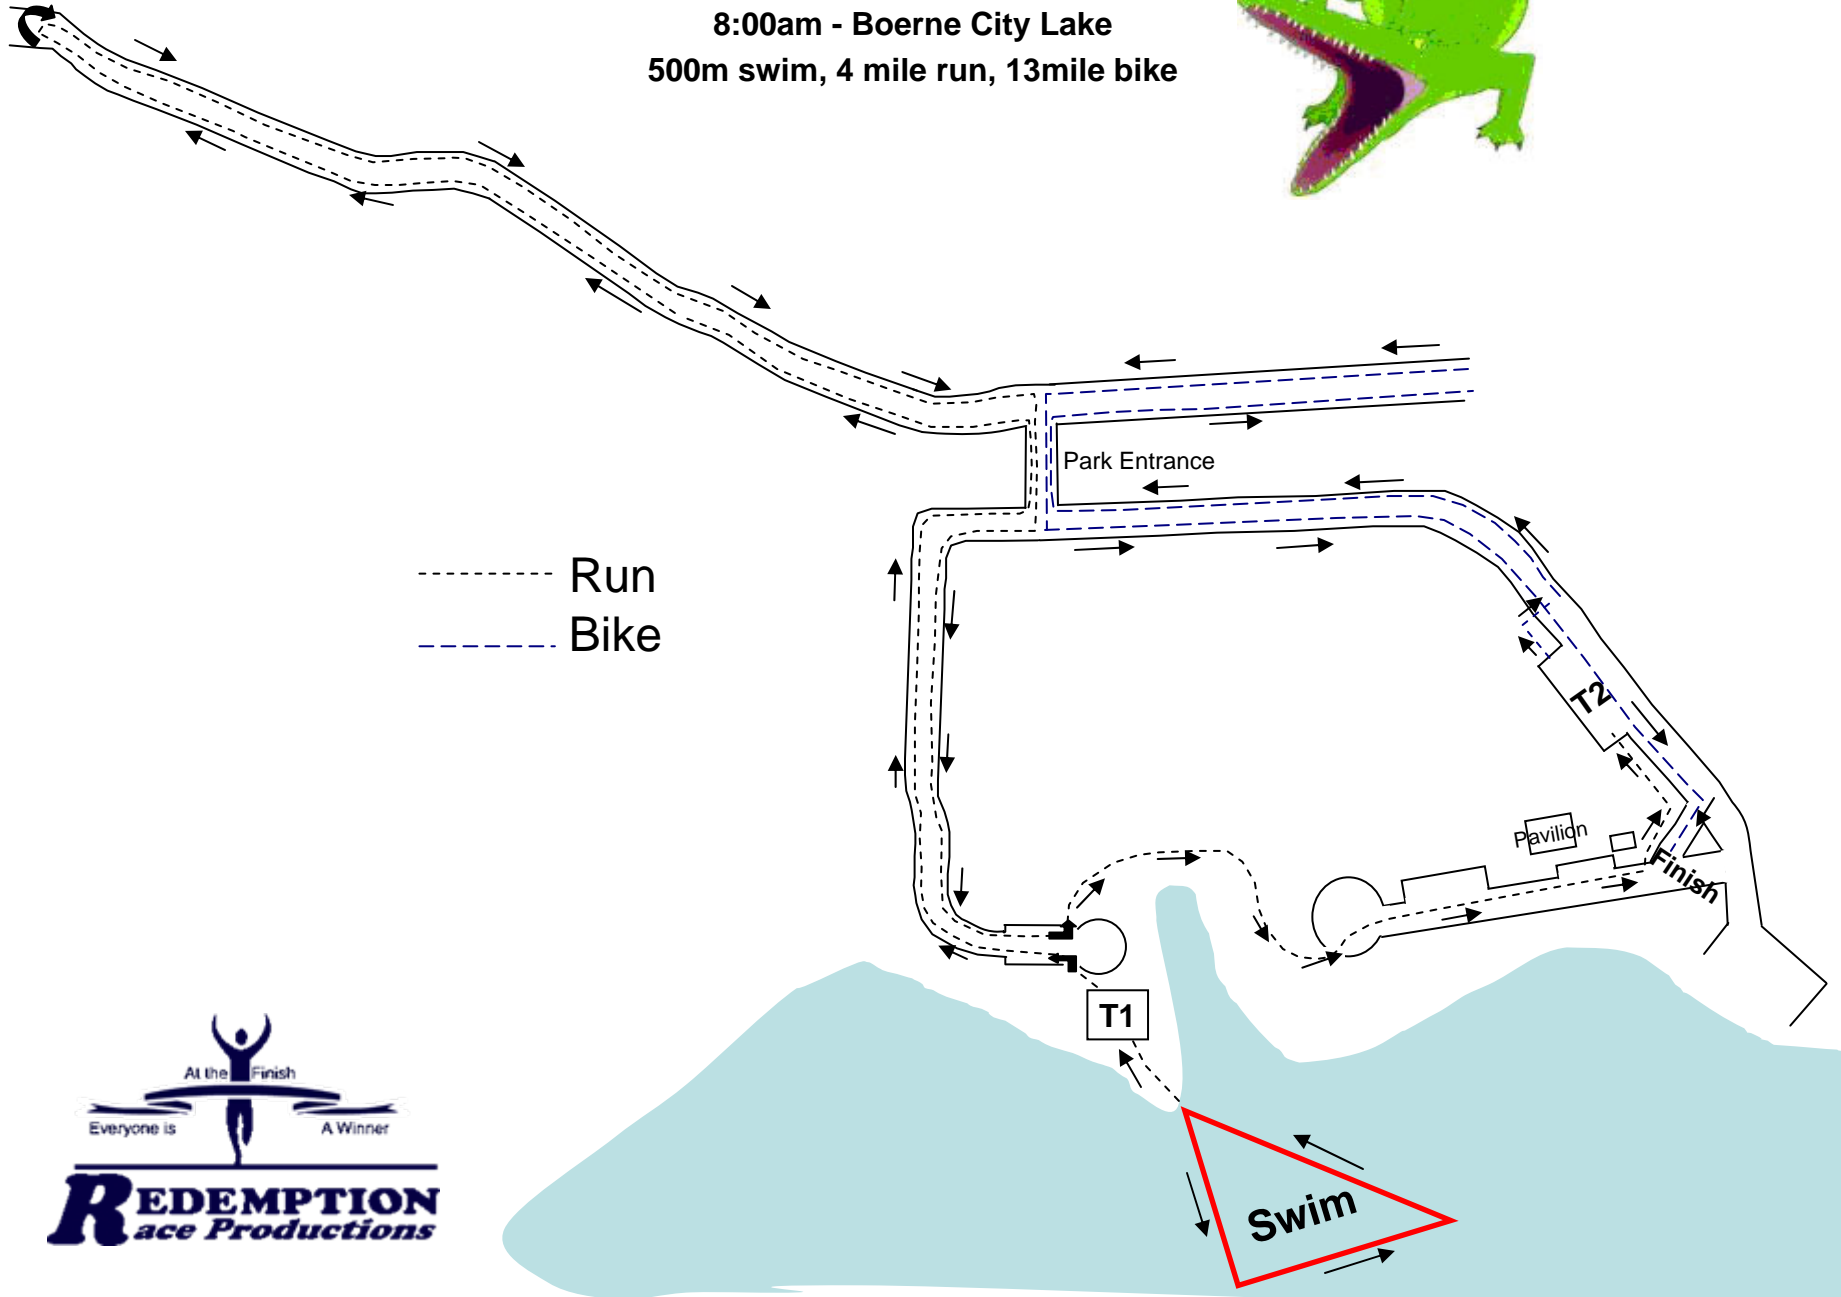 8:00am - Boerne City Lake
500m swim, 4 mile run, 13mile bike
Park Entrance
Run
Bike
T2
Pavilion
Finish
T1
Swim
At the Finish
Everyone is A Winner
REDEMPTION
Race Productions